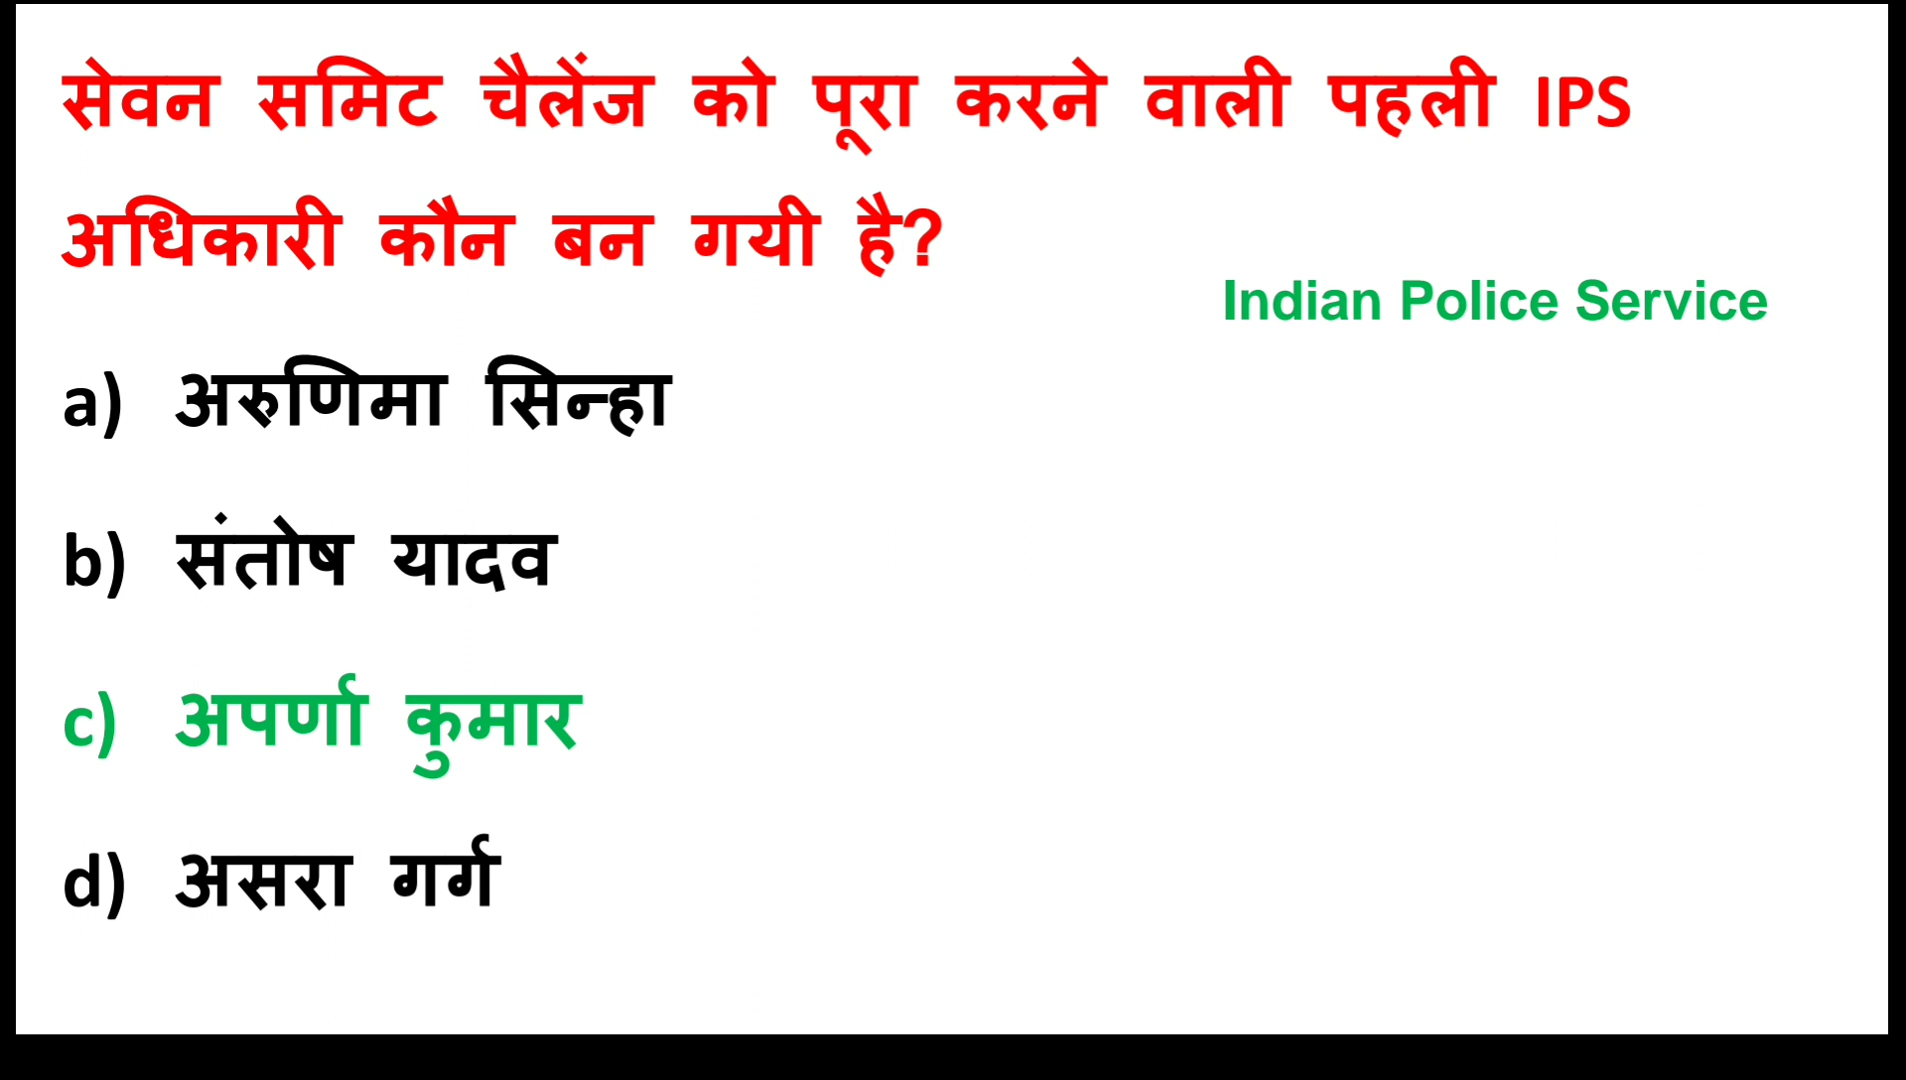 सेवन समिट चैलेंज को पूरा करने वाली पहली IPS
अधिकारी कौन बन गयी है?
Indian Police Service
a) अरुणिमा सिन्हा
b) संतोष यादव
c) अपर्णा कुमार
d) असरा गर्ग